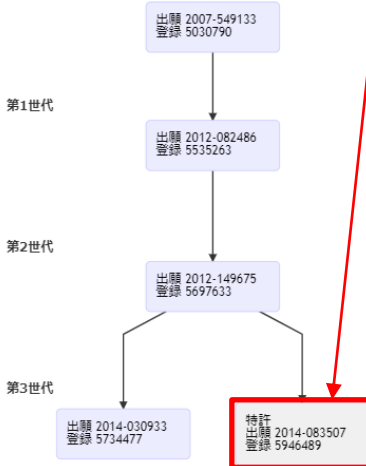 出願 2007-549133
登録 5030790
第1世代
出願 2012-082486
登録 5535263
第2世代
出願 2012-149675
登録 5697633
第3世代
出願 2014-030933
登録 5734477
特許
出願 2014-083507
登録 5946489